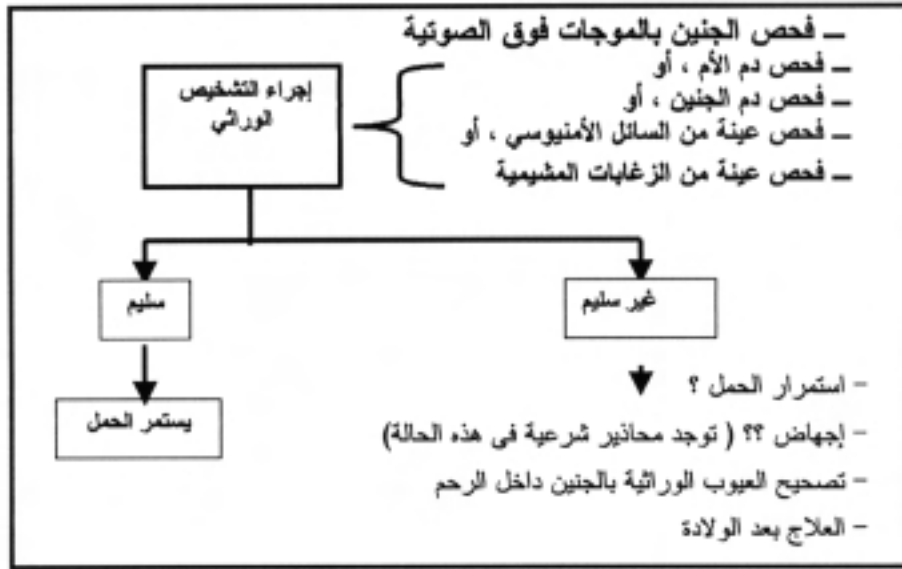 – فحص الجنين بالموجات فوق الصوتية
– فحص دم الأم ، أو
– فحص دم الجنين ، أو
– فحص عينة من السائل الأمنيوسي ، أو
– فحص عينة من الزغابات المشيمية
إجراء التشخيص
الوراثي
غير سليم
سليم
– استمرار الحمل ؟
– إجهاض ؟؟ ( توجد محاذير شرعية فى هذه الحالة)
– تصحيح العيوب الوراثية بالجنين داخل الرحم
– العلاج بعد الولادة
يستمر الحمل